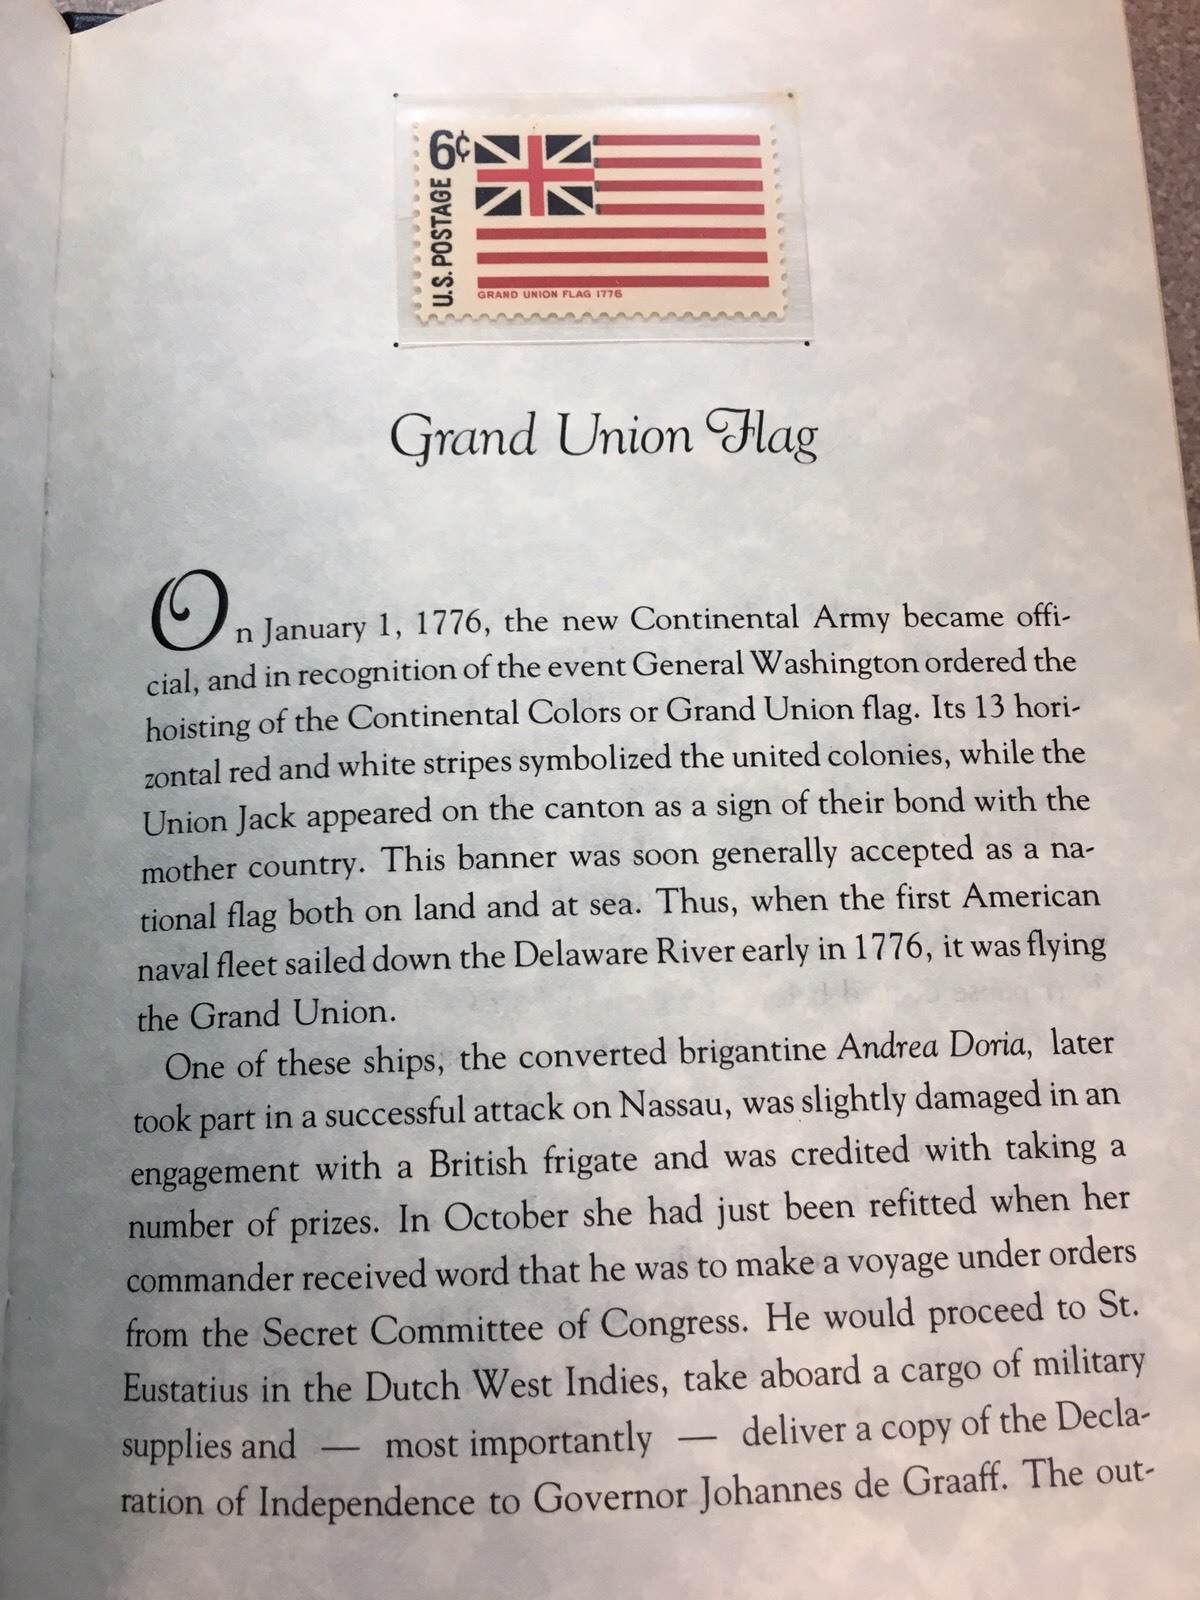 6¢
U.S. POSTAGE
GRAND UNION FLAG 1776
Grand Union Flag
On January 1, 1776, the new Continental Army became offi-
cial, and in recognition of the event General Washington ordered the
hoisting of the Continental Colors or Grand Union flag. Its 13 hori-
zontal red and white stripes symbolized the united colonies, while the
Union Jack appeared on the canton as a sign of their bond with the
mother country. This banner was soon generally accepted as a na-
tional flag both on land and at sea. Thus, when the first American
naval fleet sailed down the Delaware River early in 1776, it was flying
the Grand Union.
One of these ships, the converted brigantine Andrea Doria, later
took part in a successful attack on Nassau, was slightly damaged in an
engagement with a British frigate and was credited with taking a
number of prizes. In October she had just been refitted when her
commander received word that he was to make a voyage under orders
from the Secret Committee of Congress. He would proceed to St.
Eustatius in the Dutch West Indies, take aboard a cargo of military
supplies and — most importantly — deliver a copy of the Decla-
ration of Independence to Governor Johannes de Graaff. The out-